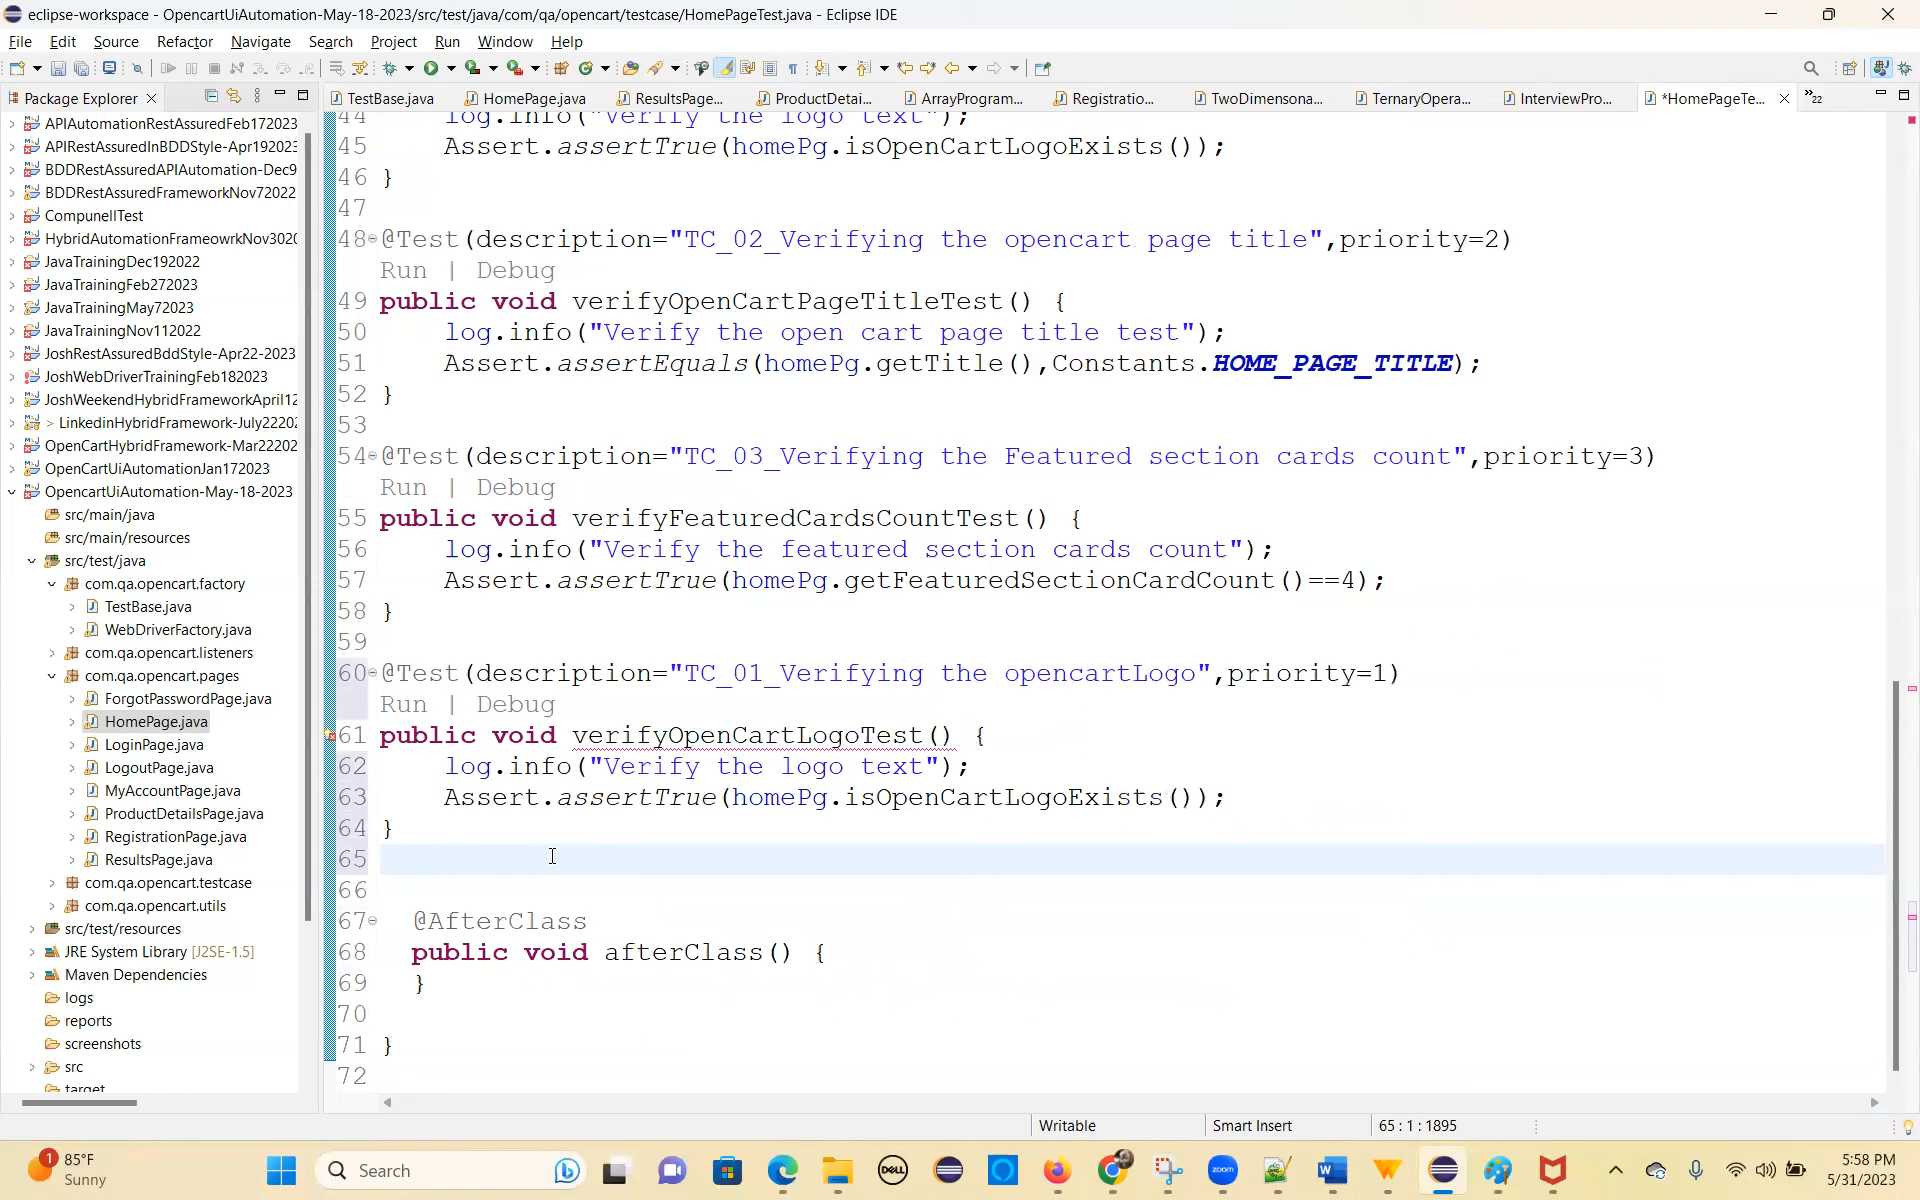 eclipse-workspace - OpencartUiAutomation-May-18-2023/src/test/java/com/qa/opencart/testcase/HomePageTest.java - Eclipse IDE
File Edit Source Refactor Navigate Search Project Run Window Help
Package Explorer
TestBase.java HomePage.java ResultsPage... ProductDetai... ArrayProgram... Registratio... TwoDimensona... TernaryOpera... InterviewPro... *HomePageTe... »22
APIAutomationRestAssuredFeb172023
APIRestAssuredInBDDStyle-Apr192023
BDDRestAssuredAPIAutomation-Dec9
BDDRestAssuredFrameworkNov72022
CompunellTest
HybridAutomationFrameowrkNov3020
JavaTrainingDec192022
JavaTrainingFeb272023
JavaTrainingMay72023
JavaTrainingNov112022
JoshRestAssuredBddStyle-Apr22-2023
JoshWebDriverTrainingFeb182023
JoshWeekendHybridFrameworkApril12
> LinkedinHybridFramework-July2220
OpenCartHybridFramework-Mar22202
OpenCartUiAutomationJan172023
OpencartUiAutomation-May-18-2023
src/main/java
src/main/resources
src/test/java
com.qa.opencart.factory
TestBase.java
WebDriverFactory.java
com.qa.opencart.listeners
com.qa.opencart.pages
ForgotPasswordPage.java
HomePage.java
LoginPage.java
LogoutPage.java
MyAccountPage.java
ProductDetailsPage.java
RegistrationPage.java
ResultsPage.java
com.qa.opencart.testcase
com.qa.opencart.utils
src/test/resources
JRE System Library [J2SE-1.5]
Maven Dependencies
logs
reports
screenshots
src
target
44 log.info("Verify the logo text");
45 Assert.assertTrue(homePg.isOpenCartLogoExists());
46 }
47
48 @Test(description="TC_02_Verifying the opencart page title",priority=2)
Run | Debug
49 public void verifyOpenCartPageTitleTest() {
50 log.info("Verify the open cart page title test");
51 Assert.assertEquals(homePg.getTitle(),Constants.HOME_PAGE_TITLE);
52 }
53
54 @Test(description="TC_03_Verifying the Featured section cards count",priority=3)
Run | Debug
55 public void verifyFeaturedCardsCountTest() {
56 log.info("Verify the featured section cards count");
57 Assert.assertTrue(homePg.getFeaturedSectionCardCount()==4);
58 }
59
60 @Test(description="TC_01_Verifying the opencartLogo",priority=1)
Run | Debug
61 public void verifyOpenCartLogoTest() {
62 log.info("Verify the logo text");
63 Assert.assertTrue(homePg.isOpenCartLogoExists());
64 }
65
66
67 @AfterClass
68 public void afterClass() {
69 }
70
71 }
72
Writable Smart Insert 65 : 1 : 1895
1 85°F
Sunny
Search
DELL
zoom
5:58 PM
5/31/2023